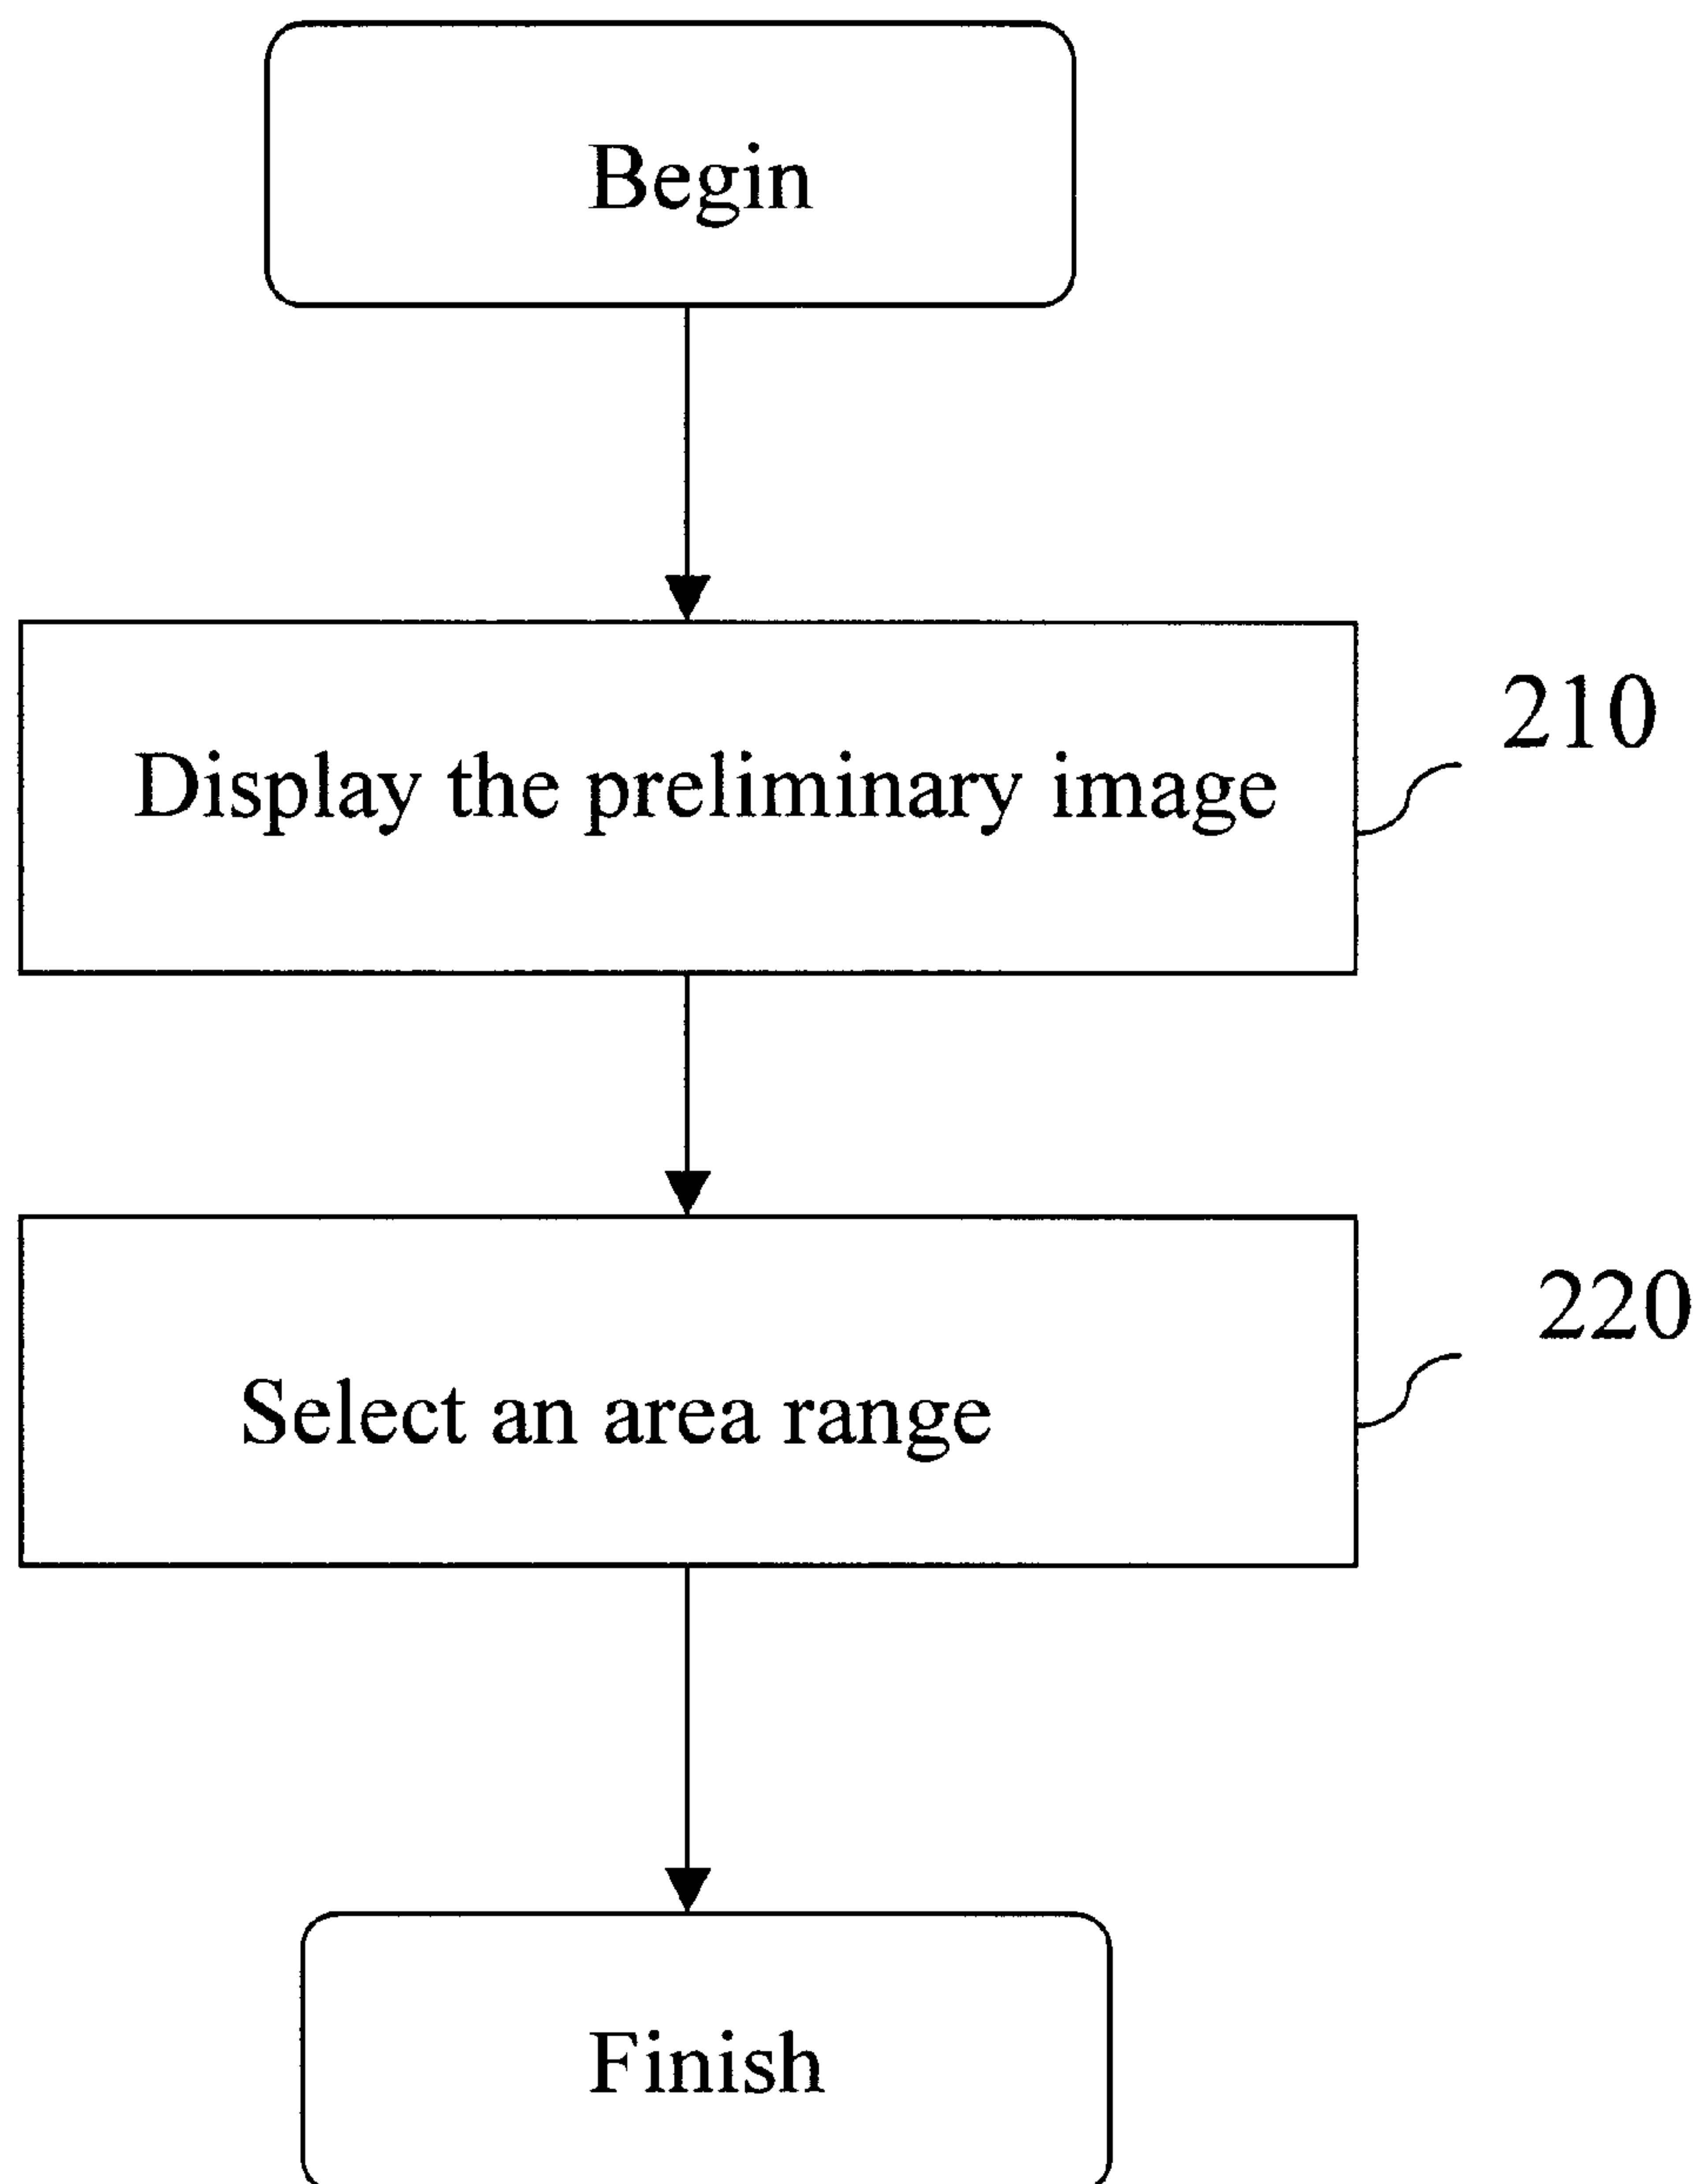 Begin
210
Display the preliminary image
220
Select an area range
Finish